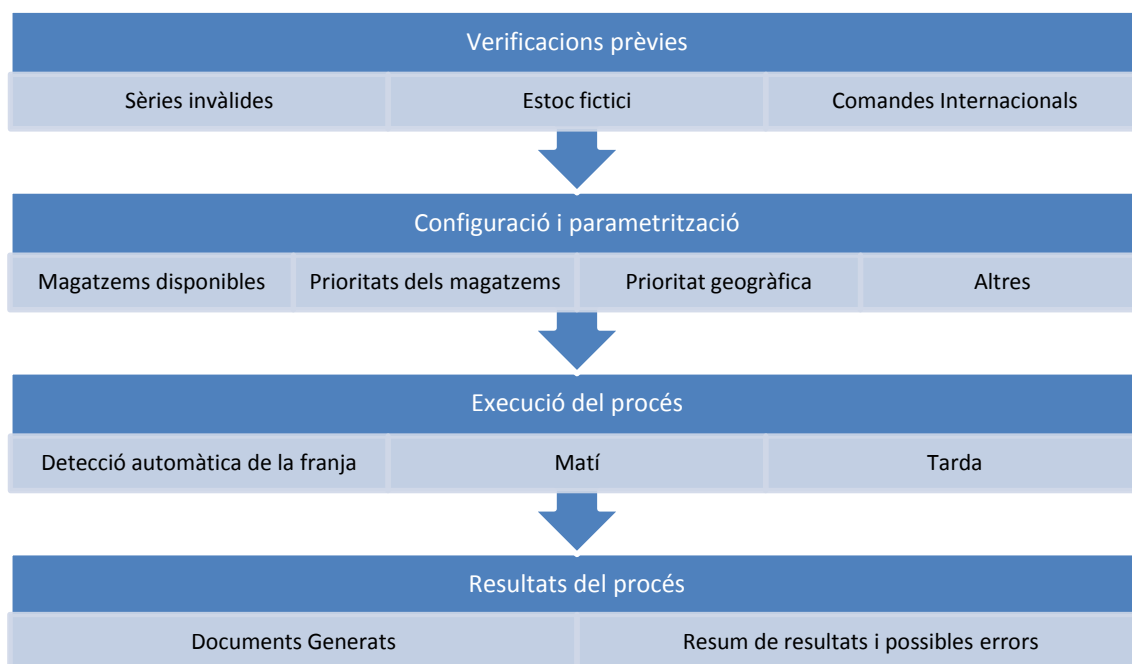 Verificacions prèvies
Sèries invàlides
Estoc fictici
Comandes Internacionals
Configuració i parametrització
Magatzems disponibles
Prioritats dels magatzems
Prioritat geogràfica
Altres
Execució del procés
Detecció automàtica de la franja
Matí
Tarda
Resultats del procés
Documents Generats
Resum de resultats i possibles errors